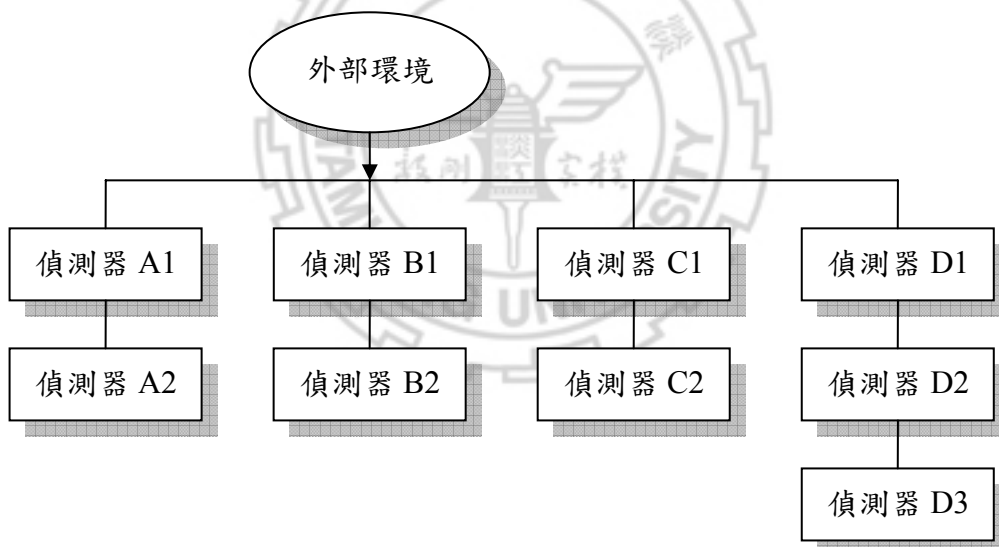 外部環境
偵測器 A1
偵測器 B1
偵測器 C1
偵測器 D1
偵測器 A2
偵測器 B2
偵測器 C2
偵測器 D2
偵測器 D3